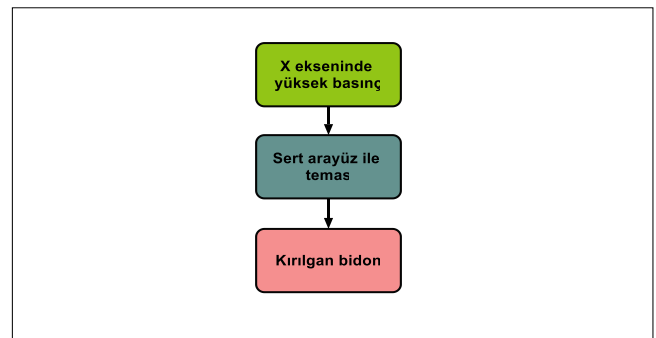 X ekseninde
yüksek basınç
Sert arayüz ile
temas
Kırılgan bidon